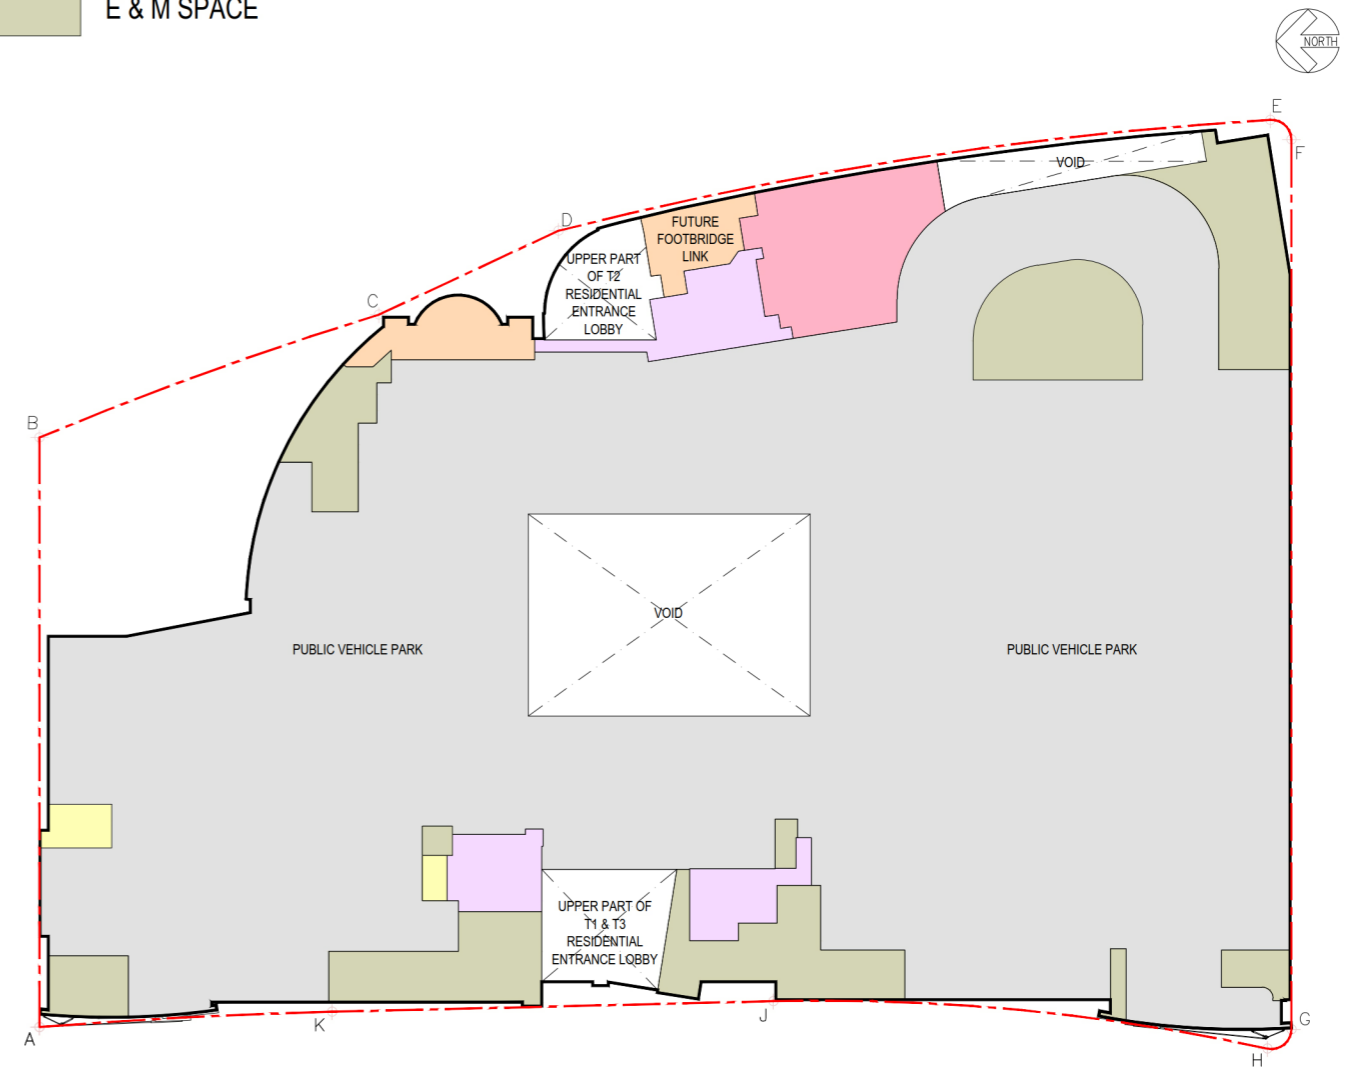 E & M SPACE
NORTH
E
F
VOID
D
FUTURE
FOOTBRIDGE
LINK
UPPER PART
OF T2
RESIDENTIAL
ENTRANCE
LOBBY
C
B
VOID
PUBLIC VEHICLE PARK
PUBLIC VEHICLE PARK
UPPER PART OF
T1 & T3
RESIDENTIAL
ENTRANCE LOBBY
A
K
J
G
H